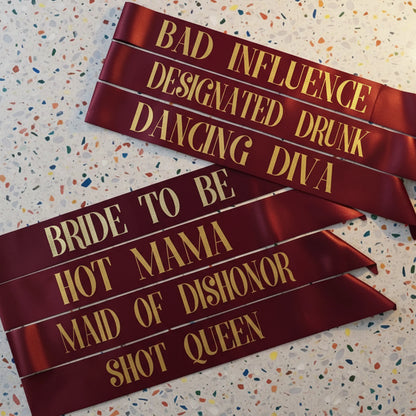 BAD INFLUENCE
DESIGNATED DRUNK
DANCING DIVA
BRIDE TO BE
HOT MAMA
MAID OF DISHONOR
SHOT QUEEN